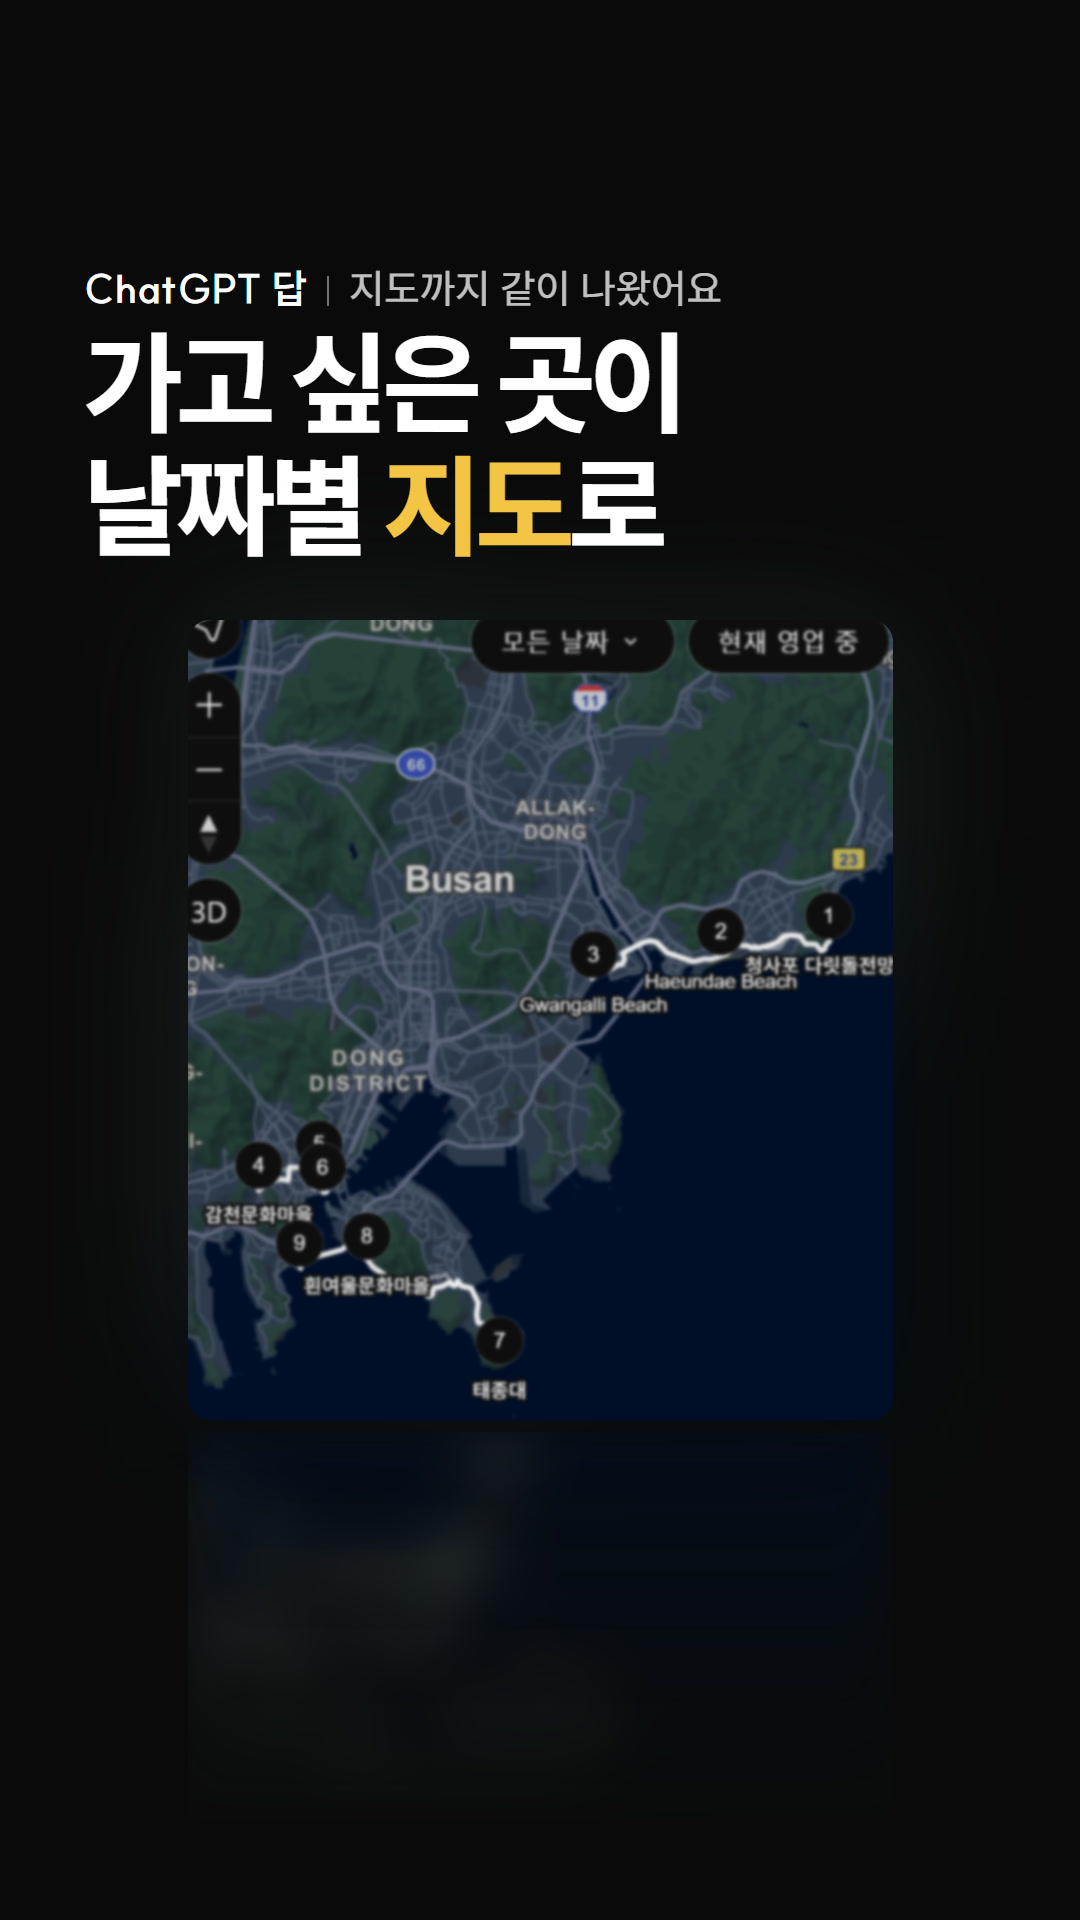 ChatGPT 답 | 지도까지 같이 나왔어요
가고 싶은 곳이
날짜별 지도로
DONG
모든 날짜
현재 영업 중
11
66
ALLAK-
DONG
Busan
23
3D
1
2
3
청사포 다릿돌전망
Haeundae Beach
Gwangalli Beach
ON-
G
DONG
DISTRICT
G-
I-
5
4
6
감천문화마을
9
8
흰여울문화마을
7
태종대